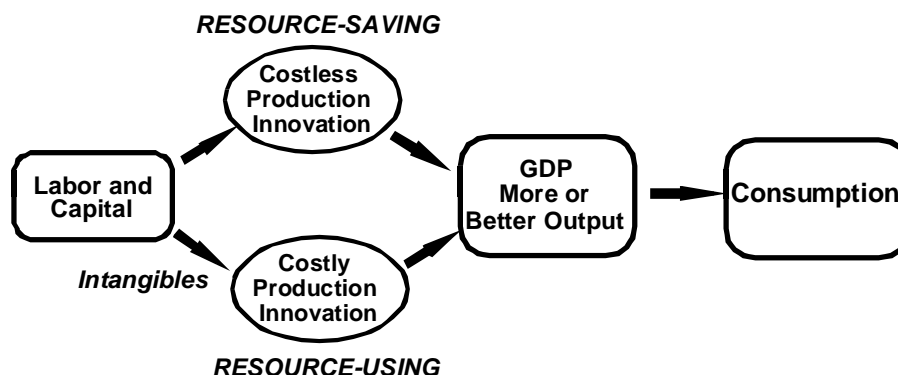 RESOURCE-SAVING
Costless
Production
Innovation
Labor and
Capital
GDP
More or
Better Output
Consumption
Intangibles
Costly
Production
Innovation
RESOURCE-USING